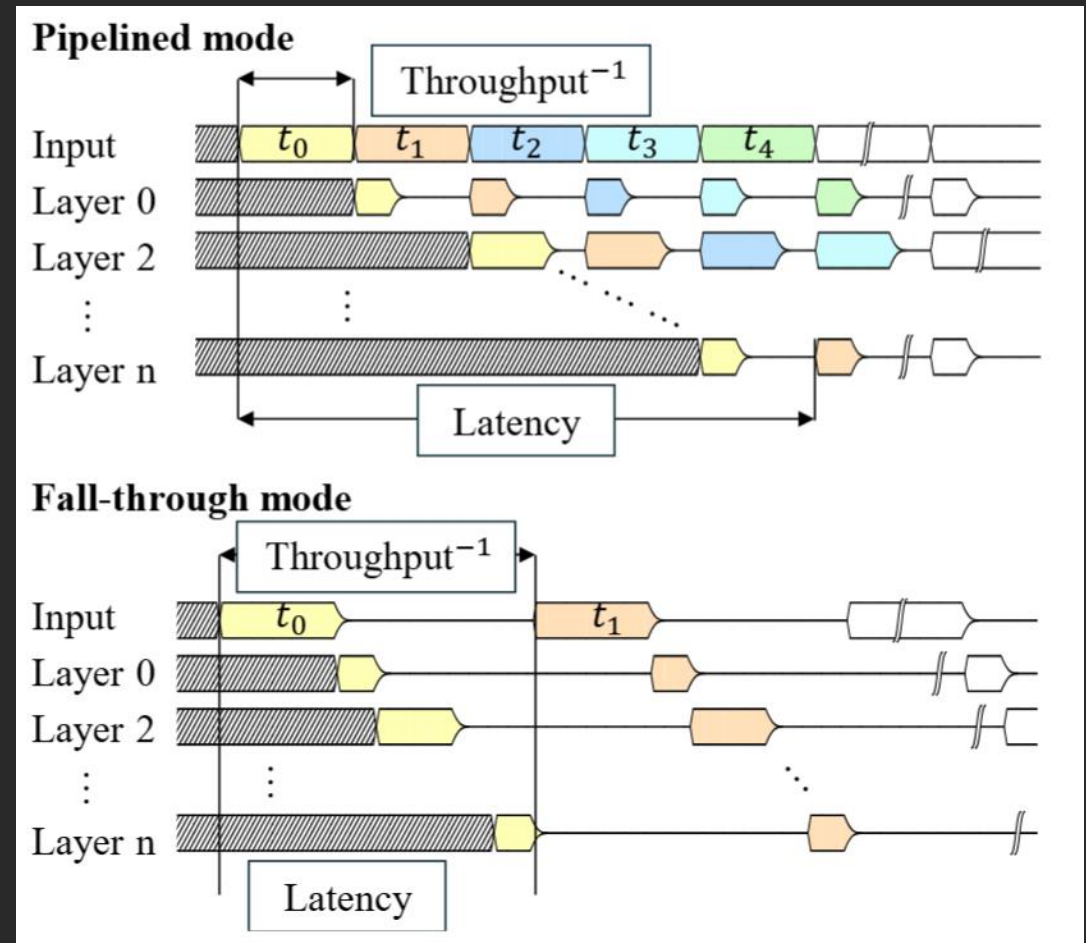 Pipelined mode
Throughput⁻¹
Input t₀ t₁ t₂ t₃ t₄
Layer 0
Layer 2
⋮
Layer n
Latency
Fall-through mode
Throughput⁻¹
Input t₀ t₁
Layer 0
Layer 2
⋮
Layer n
Latency